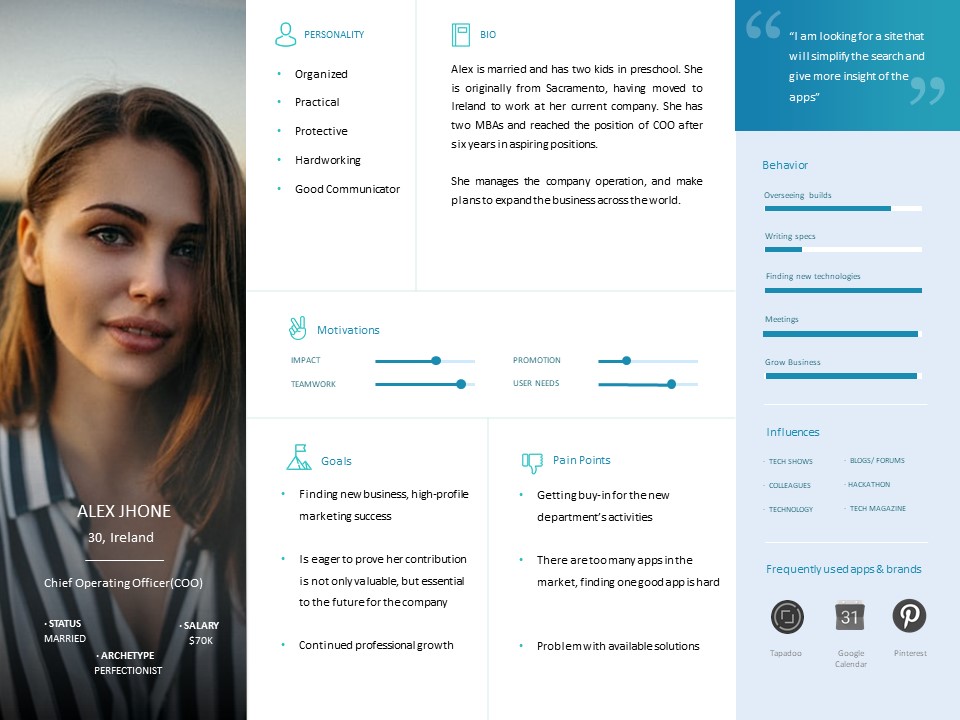 ALEX JHONE
30, Ireland
Chief Operating Officer(COO)
· STATUS
MARRIED
· SALARY
$70K
· ARCHETYPE
PERFECTIONIST
PERSONALITY
• Organized
• Practical
• Protective
• Hardworking
• Good Communicator
BIO
Alex is married and has two kids in preschool. She
is originally from Sacramento, having moved to
Ireland to work at her current company. She has
two MBAs and reached the position of COO after
six years in aspiring positions.
She manages the company operation, and make
plans to expand the business across the world.
Motivations
IMPACT
TEAMWORK
PROMOTION
USER NEEDS
Goals
• Finding new business, high-profile
marketing success
• Is eager to prove her contribution
is not only valuable, but essential
to the future for the company
• Continued professional growth
Pain Points
• Getting buy-in for the new
department's activities
• There are too many apps in the
market, finding one good app is hard
• Problem with available solutions
“I am looking for a site that
will simplify the search and
give more insight of the
apps”
Behavior
Overseeing builds
Writing specs
Finding new technologies
Meetings
Grow Business
Influences
· TECH SHOWS
· COLLEAGUES
· TECHNOLOGY
· BLOGS/ FORUMS
· HACKATHON
· TECH MAGAZINE
Frequently used apps & brands
31
Tapadoo
Google
Calendar
Pinterest